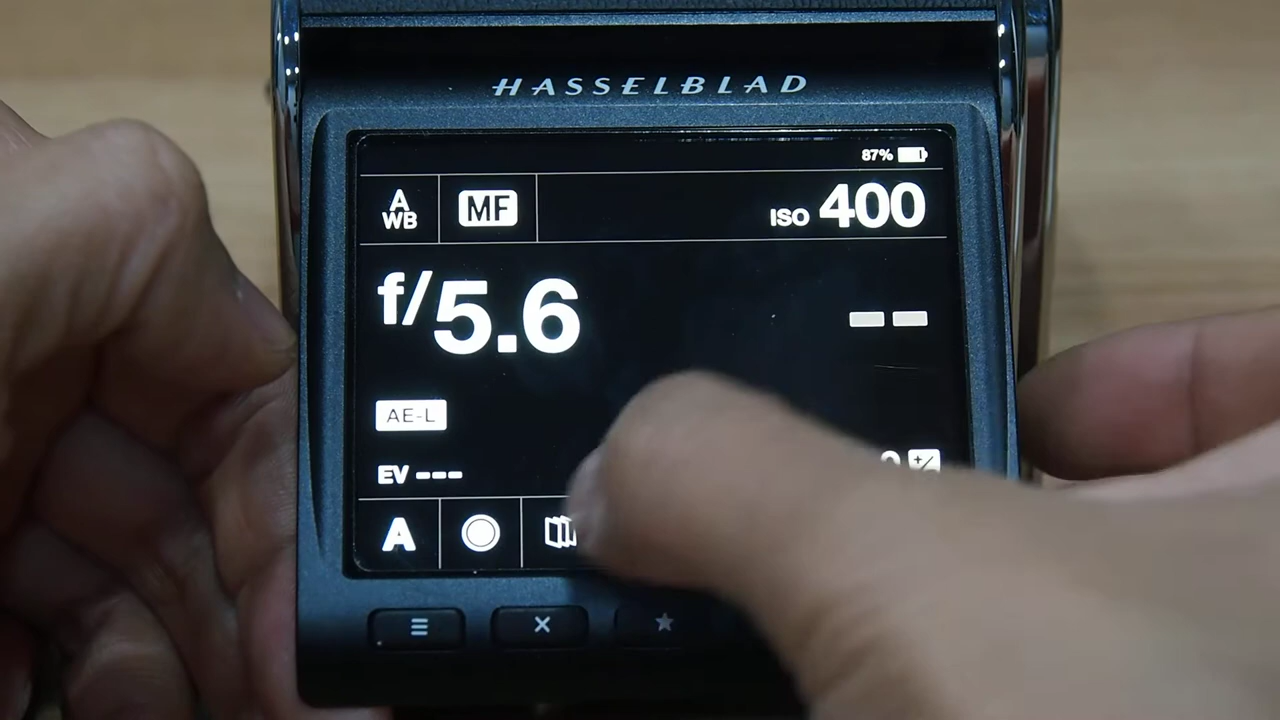 HASSELBLAD
87%
A WB MF ISO 400
f/5.6 --
AE-L
EV ---
A